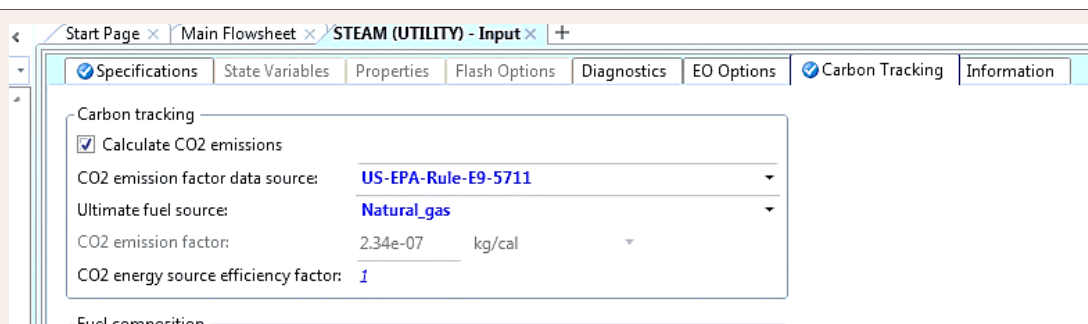 Start Page Main Flowsheet STEAM (UTILITY) - Input
Specifications State Variables Properties Flash Options Diagnostics EO Options Carbon Tracking Information
Carbon tracking
Calculate CO2 emissions
CO2 emission factor data source: US-EPA-Rule-E9-5711
Ultimate fuel source: Natural_gas
CO2 emission factor: 2.34e-07 kg/cal
CO2 energy source efficiency factor: 1
Fuel composition